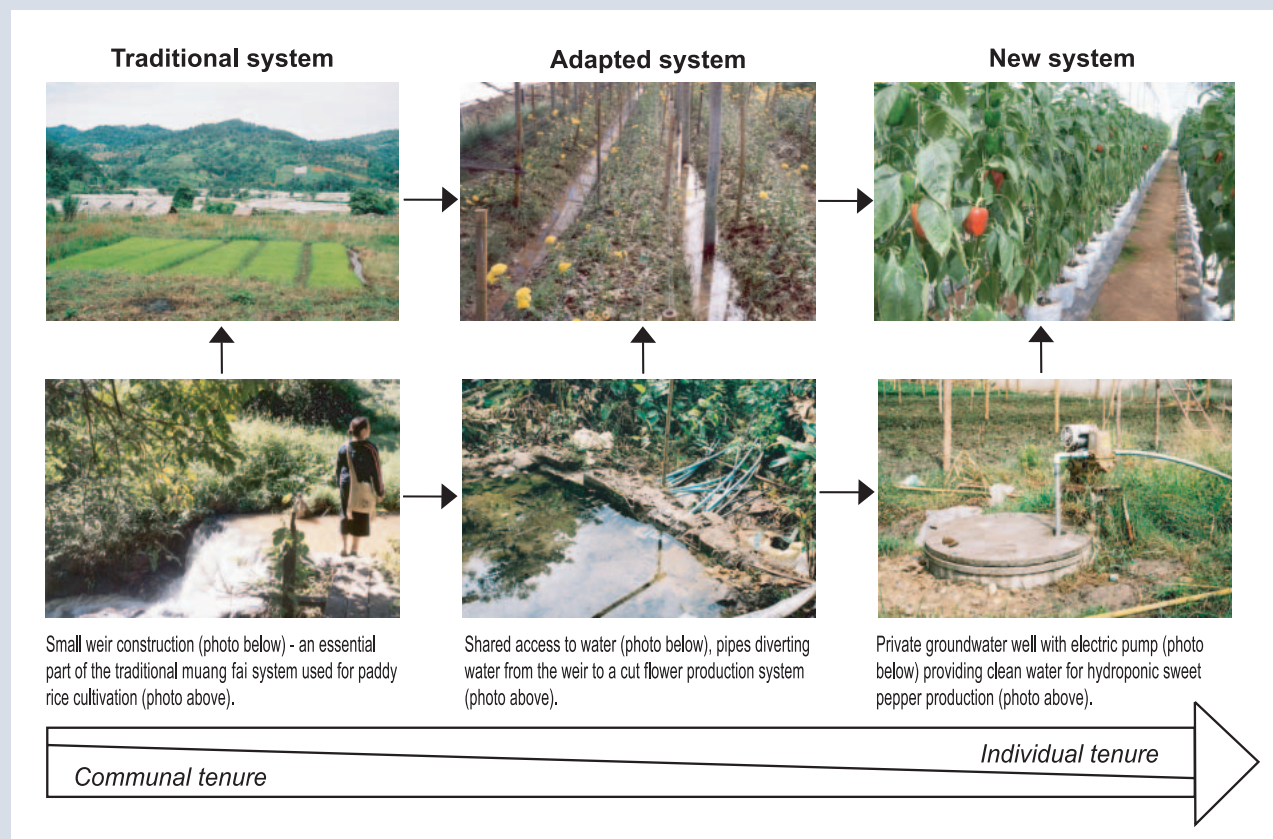 Traditional system
Adapted system
New system
Small weir construction (photo below) - an essential
part of the traditional muang fai system used for paddy
rice cultivation (photo above).
Shared access to water (photo below), pipes diverting
water from the weir to a cut flower production system
(photo above).
Private groundwater well with electric pump (photo
below) providing clean water for hydroponic sweet
pepper production (photo above).
Individual tenure
Communal tenure